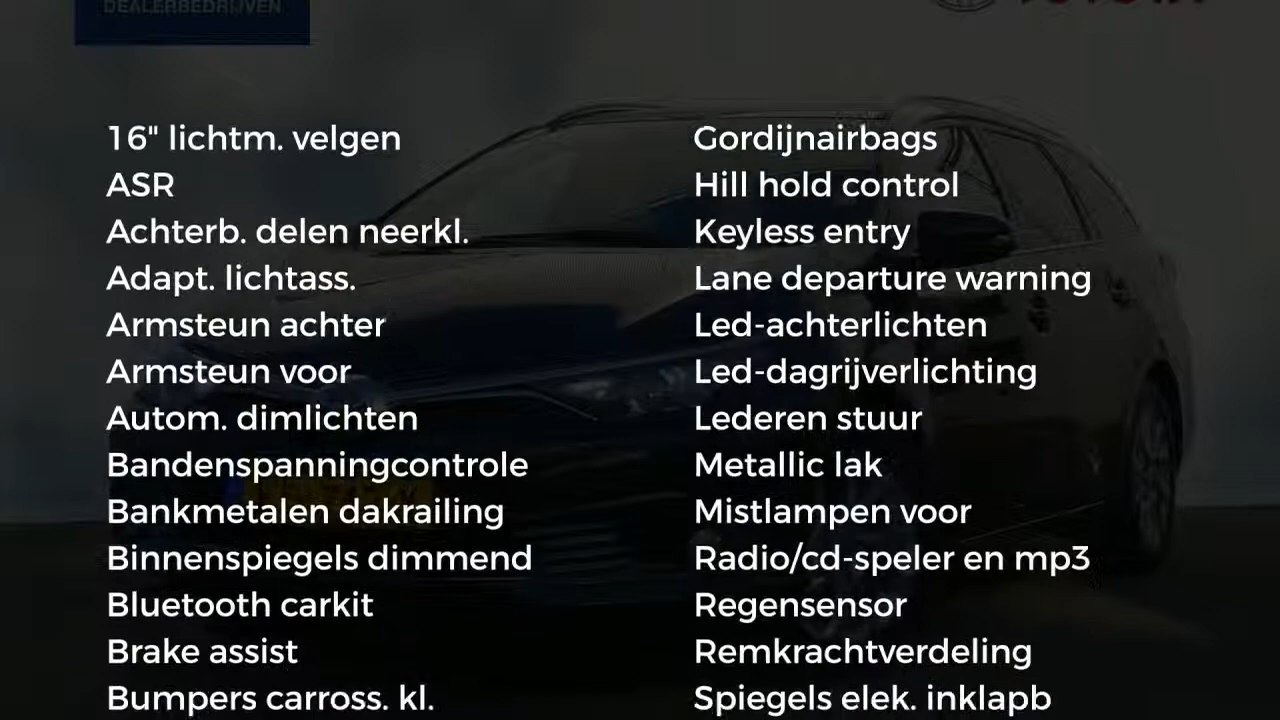 DEALERBEDRIJVEN
TOYOTA
16" lichtm. velgen
ASR
Achterb. delen neerkl.
Adapt. lichtass.
Armsteun achter
Armsteun voor
Autom. dimlichten
Bandenspanningcontrole
Bankmetalen dakrailing
Binnenspiegels dimmend
Bluetooth carkit
Brake assist
Bumpers carross. kl.
Gordijnairbags
Hill hold control
Keyless entry
Lane departure warning
Led-achterlichten
Led-dagrijverlichting
Lederen stuur
Metallic lak
Mistlampen voor
Radio/cd-speler en mp3
Regensensor
Remkrachtverdeling
Spiegels elek. inklapb